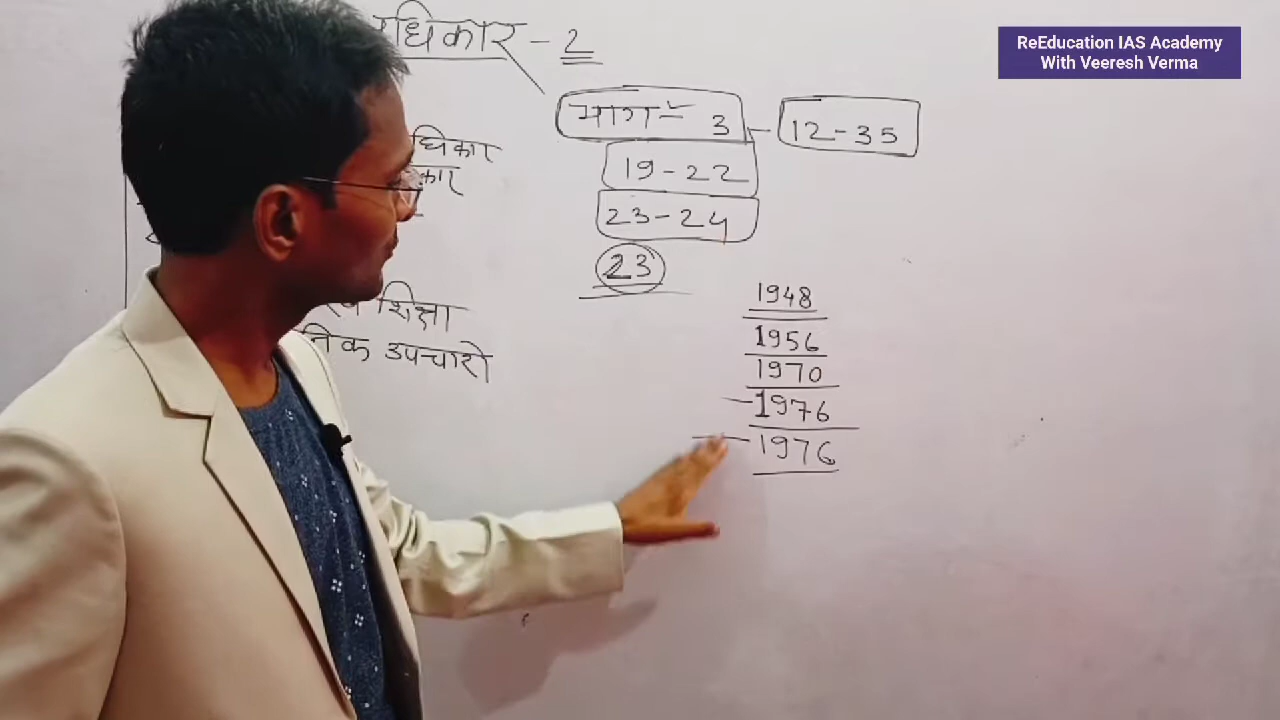 ReEducation IAS Academy
With Veeresh Verma
धिकार - 2
भाग - 3 - 12-35
19-22
23-24
23
धिका
कार
शिक्षा
उपचारो
1948
1956
1970
1976
1976